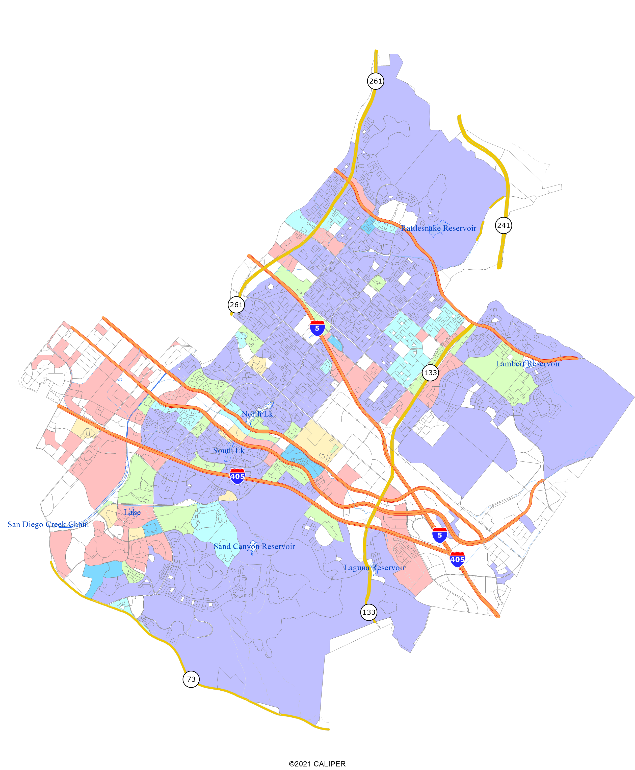 261
Rattlesnake Reservoir
241
261
5
Lambert Reservoir
133
North Lk
South Lk
405
Lake
San Diego Creek Chnnl
Sand Canyon Reservoir
5
405
Laguna Reservoir
133
73
©2021 CALIPER